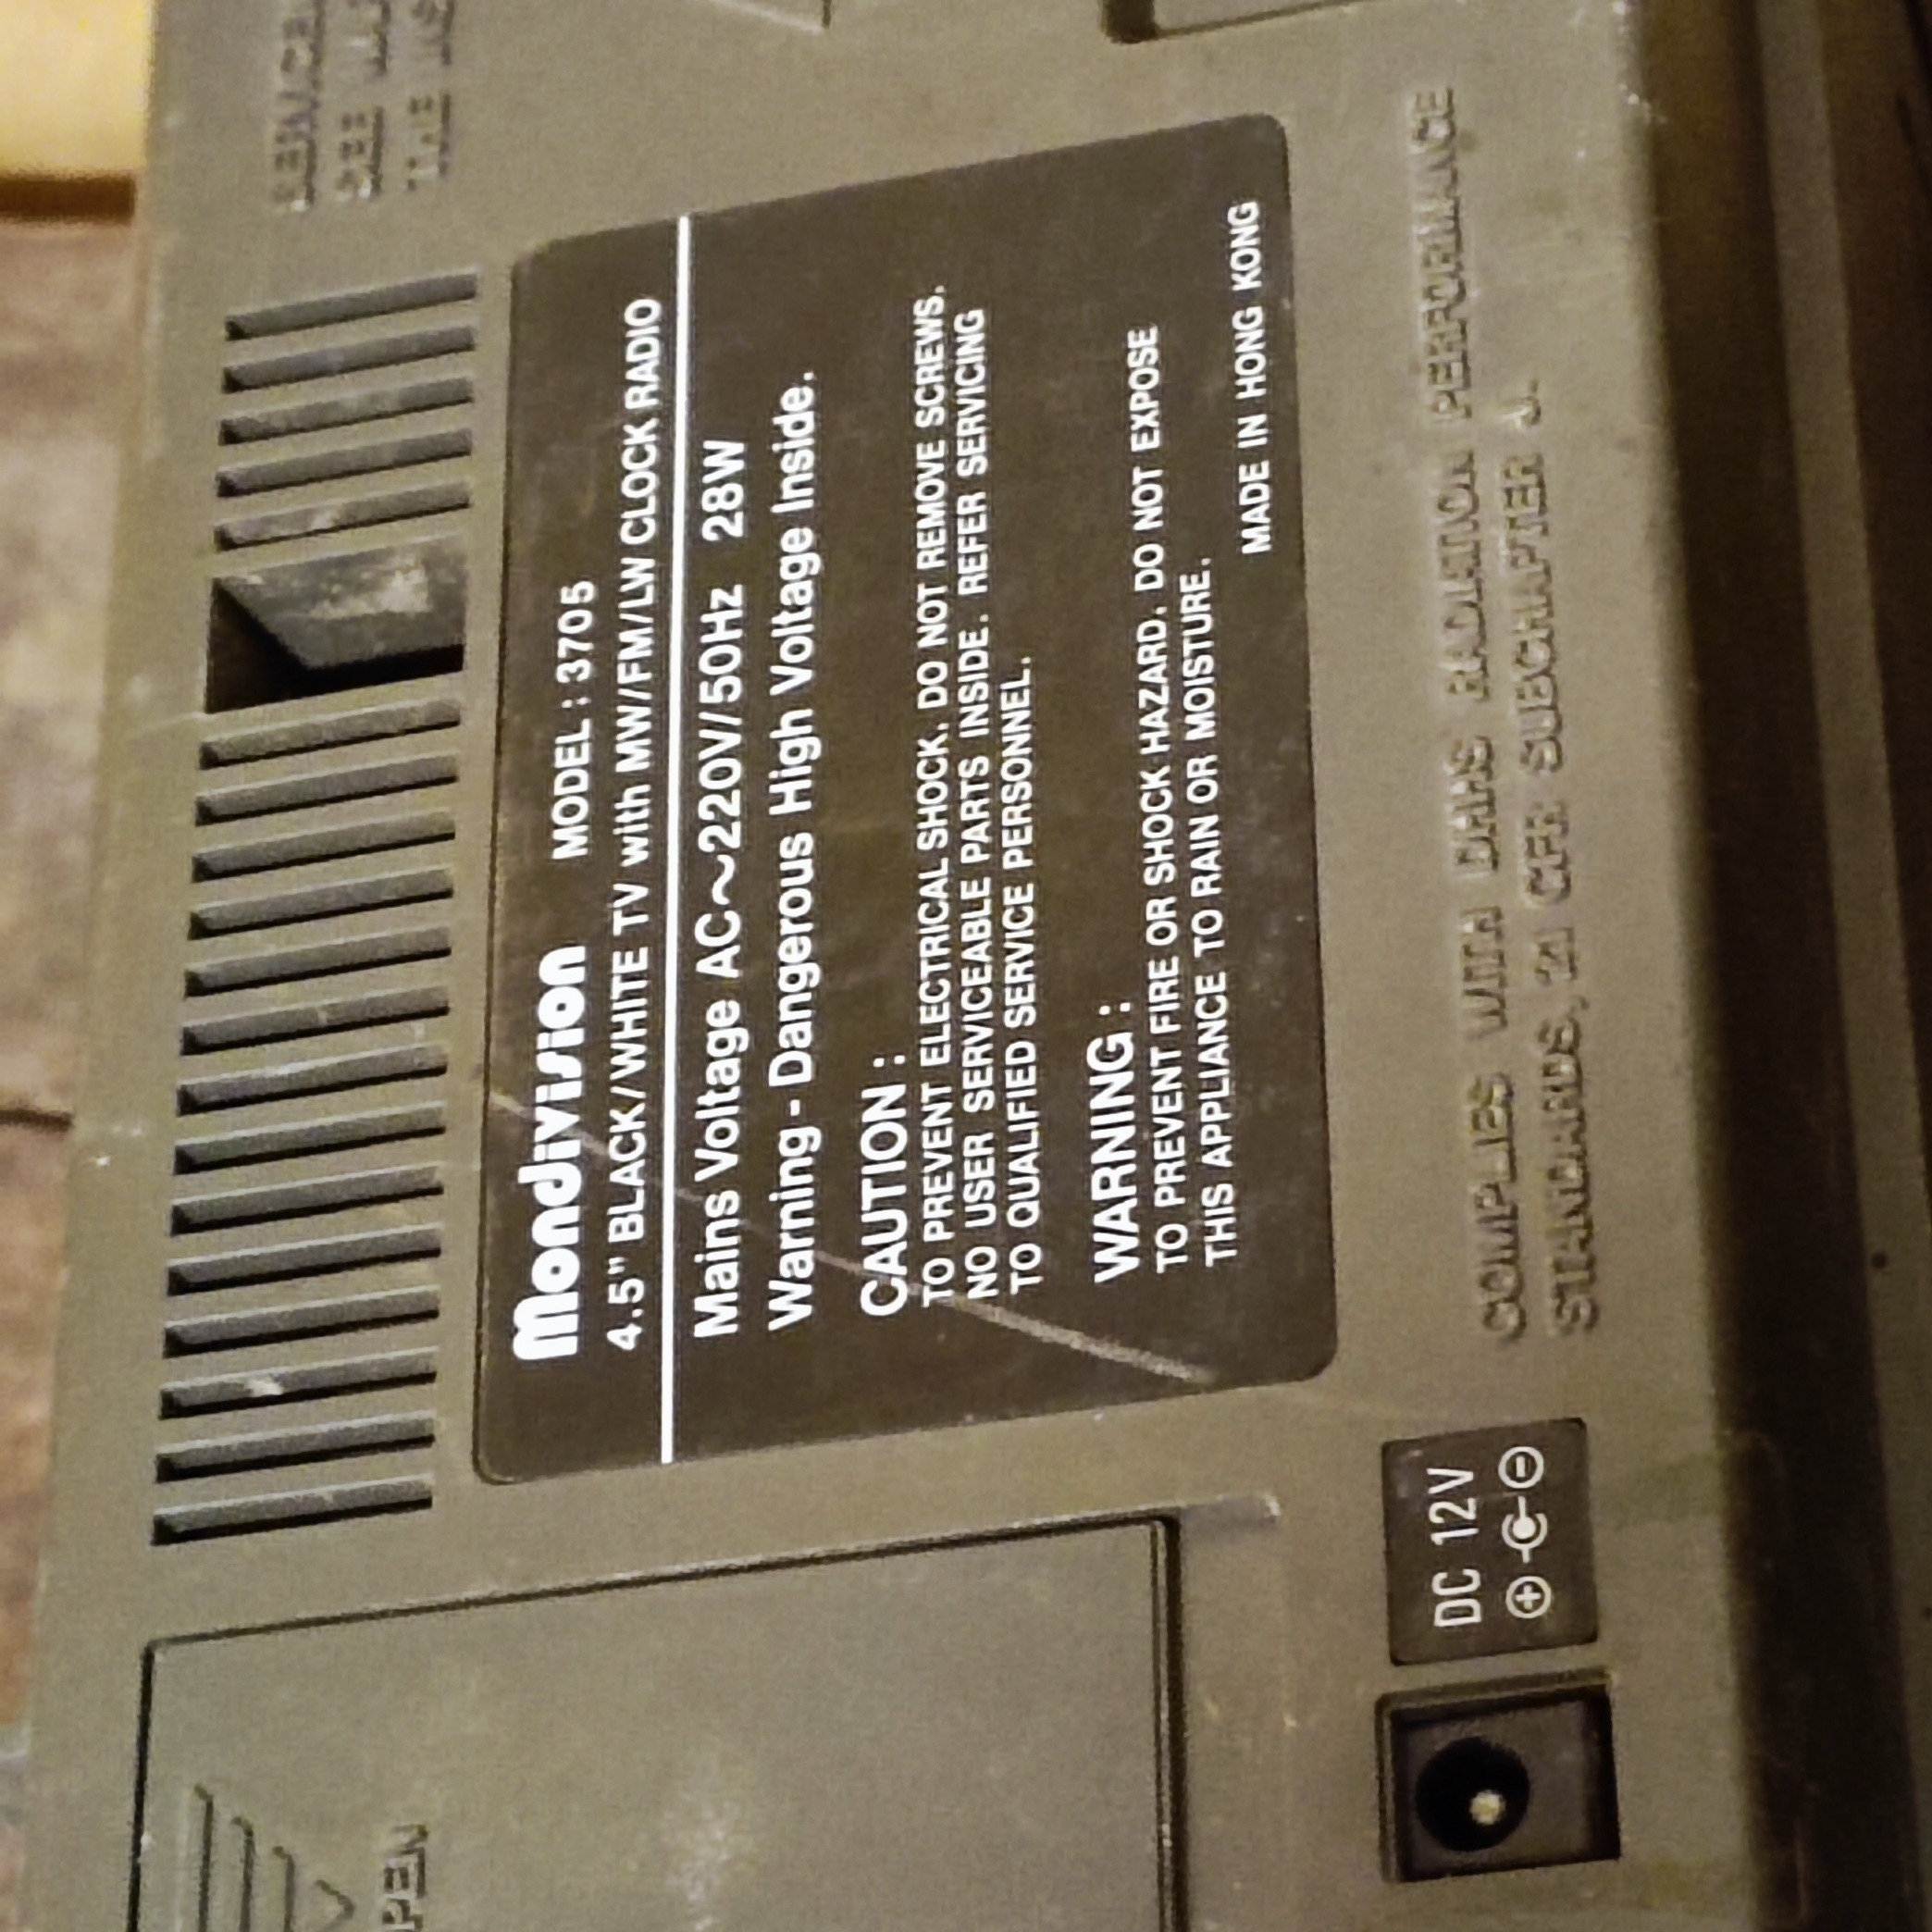 Mondivision MODEL : 3705
4.5" BLACK/WHITE TV with MW/FM/LW CLOCK RADIO
Mains Voltage AC~220V/50Hz 28W
Warning - Dangerous High Voltage Inside.
CAUTION :
TO PREVENT ELECTRICAL SHOCK. DO NOT REMOVE SCREWS.
NO USER SERVICEABLE PARTS INSIDE. REFER SERVICING
TO QUALIFIED SERVICE PERSONNEL.
WARNING :
TO PREVENT FIRE OR SHOCK HAZARD. DO NOT EXPOSE
THIS APPLIANCE TO RAIN OR MOISTURE.
MADE IN HONG KONG
COMPLIES WITH DHHS RADIATION PERFORMANCE
STANDARDS, 21 CFR SUBCHAPTER J.
DC 12V
PEN